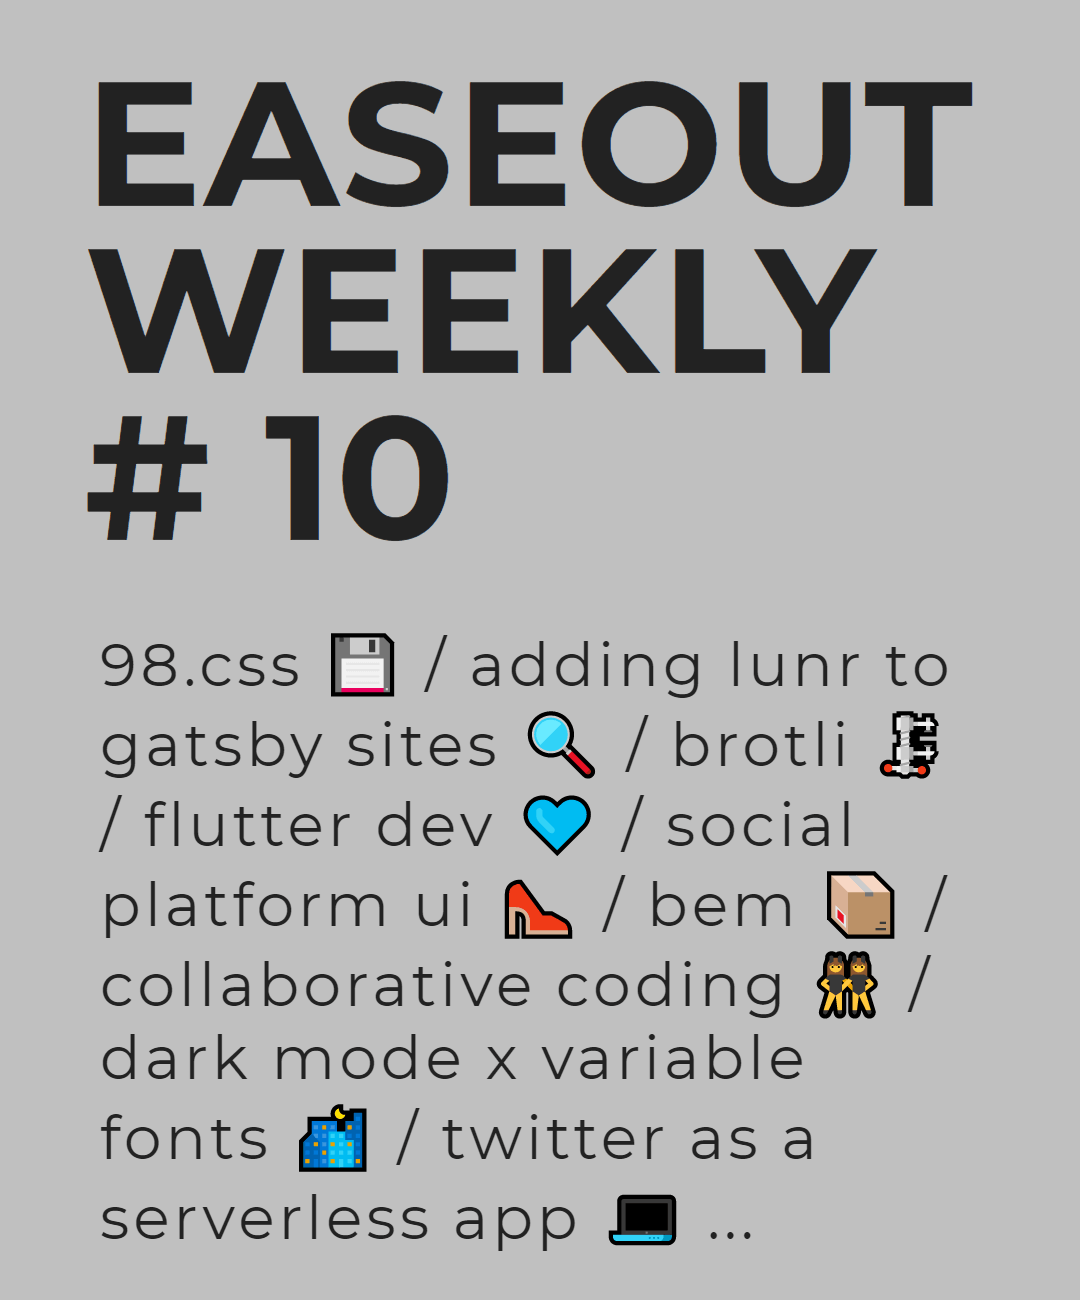 EASEOUT
WEEKLY
# 10
98.css 💾 / adding lunr to
gatsby sites 🔍 / brotli 🗜
/ flutter dev 💙 / social
platform ui 👠 / bem 📦 /
collaborative coding 👯 /
dark mode x variable
fonts 🌃 / twitter as a
serverless app 💻 ...